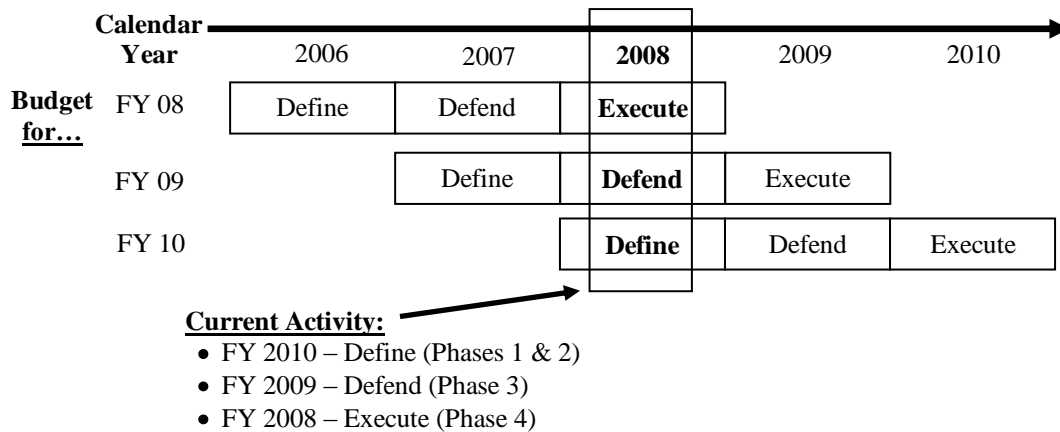 Calendar
Year 2006 2007 2008 2009 2010
Budget
for…
FY 08 Define Defend Execute
FY 09 Define Defend Execute
FY 10 Define Defend Execute
Current Activity:
• FY 2010 – Define (Phases 1 & 2)
• FY 2009 – Defend (Phase 3)
• FY 2008 – Execute (Phase 4)